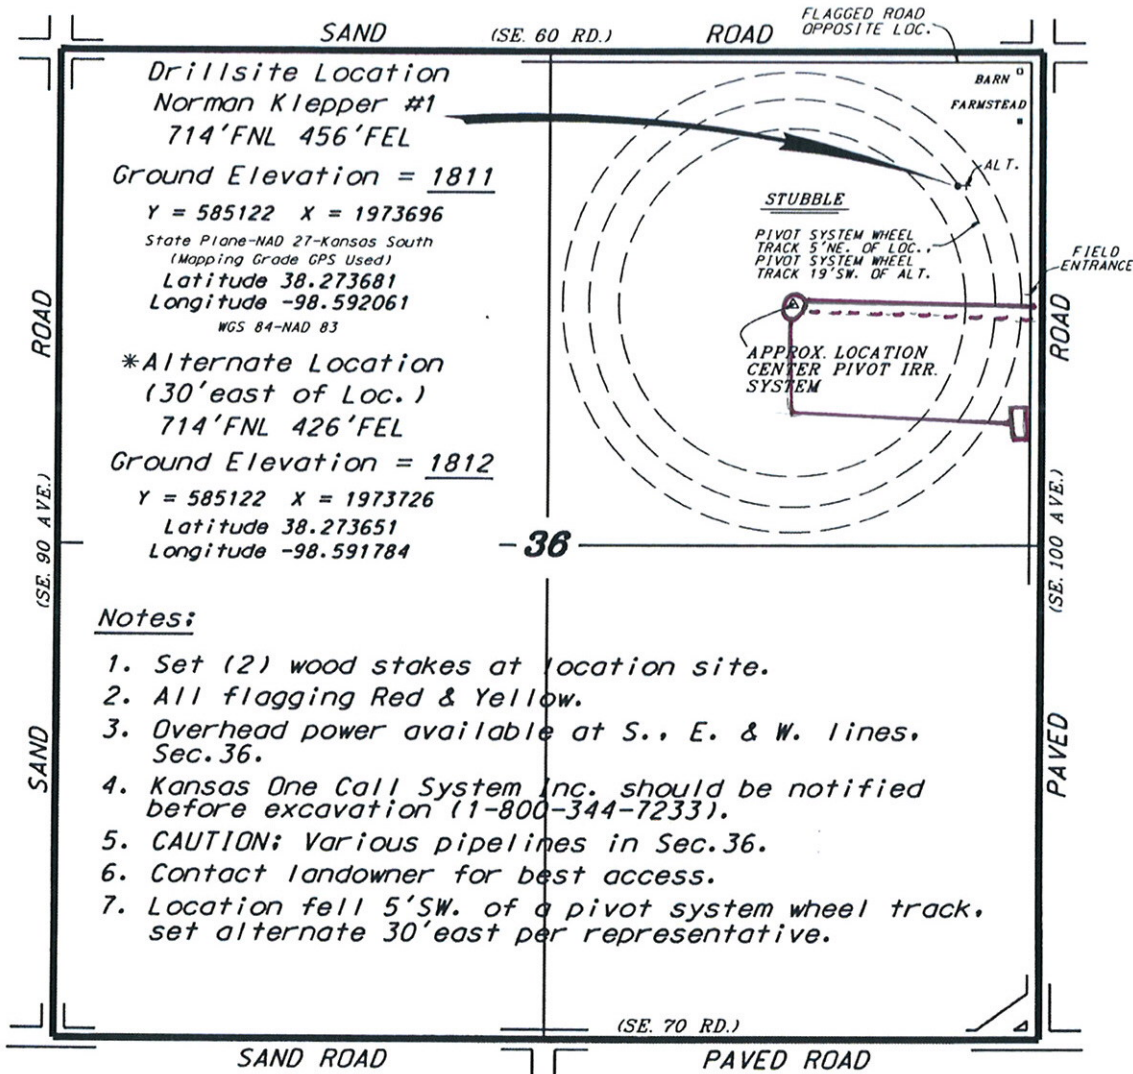 FLAGGED ROAD
OPPOSITE LOC.
SAND (SE. 60 RD.) ROAD
Drillsite Location
Norman Klepper #1
714'FNL 456'FEL
Ground Elevation = 1811
Y = 585122 X = 1973696
State Plane-NAD 27-Kansas South
(Mapping Grade GPS Used)
Latitude 38.273681
Longitude -98.592061
WGS 84-NAD 83
*Alternate Location
(30'east of Loc.)
714'FNL 426'FEL
Ground Elevation = 1812
Y = 585122 X = 1973726
Latitude 38.273651
Longitude -98.591784
BARN
FARMSTEAD
ALT.
STUBBLE
PIVOT SYSTEM WHEEL
TRACK 5'NE. OF LOC.
PIVOT SYSTEM WHEEL
TRACK 19'SW. OF ALT.
FIELD
ENTRANCE
APPROX. LOCATION
CENTER PIVOT IRR.
SYSTEM
36
ROAD
(SE. 90 AVE.)
SAND
ROAD
(SE. 100 AVE.)
PAVED
Notes:
1. Set (2) wood stakes at location site.
2. All flagging Red & Yellow.
3. Overhead power available at S., E. & W. lines,
Sec.36.
4. Kansas One Call System Inc. should be notified
before excavation (1-800-344-7233).
5. CAUTION: Various pipelines in Sec.36.
6. Contact landowner for best access.
7. Location fell 5'SW. of a pivot system wheel track,
set alternate 30'east per representative.
(SE. 70 RD.)
SAND ROAD PAVED ROAD